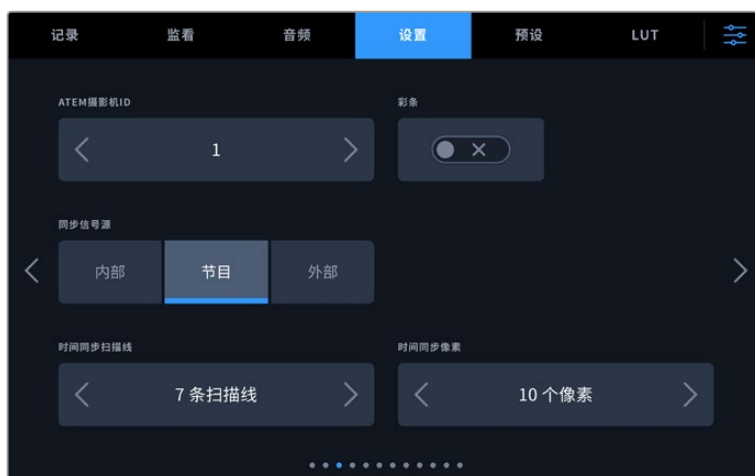 记录 监看 音频 设置 预设 LUT
ATEM摄影机ID 彩条
1
同步信号源
内部 节目 外部
时间同步扫描线 时间同步像素
7 条扫描线 10 个像素